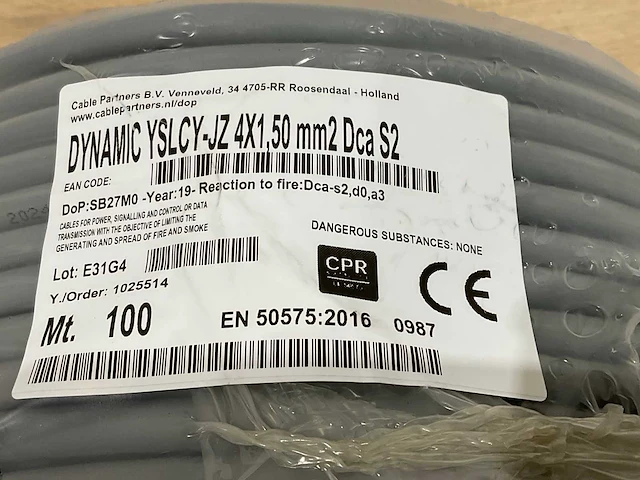 Cable Partners B.V. Venneveld, 34 4705-RR Roosendaal - Holland
www.cablepartners.nl/dop
DYNAMIC YSLCY-JZ 4X1,50 mm2 Dca S2
EAN CODE:
DoP:SB27M0 -Year:19- Reaction to fire:Dca-s2,d0,a3
CABLES FOR POWER, SIGNALLING AND CONTROL OR DATA
TRANSMISSION WITH THE OBJECTIVE OF LIMITING THE
GENERATING AND SPREAD OF FIRE AND SMOKE
DANGEROUS SUBSTANCES: NONE
Lot: E31G4
CPR
CE
Y./Order: 1025514
Mt. 100
EN 50575:2016 0987